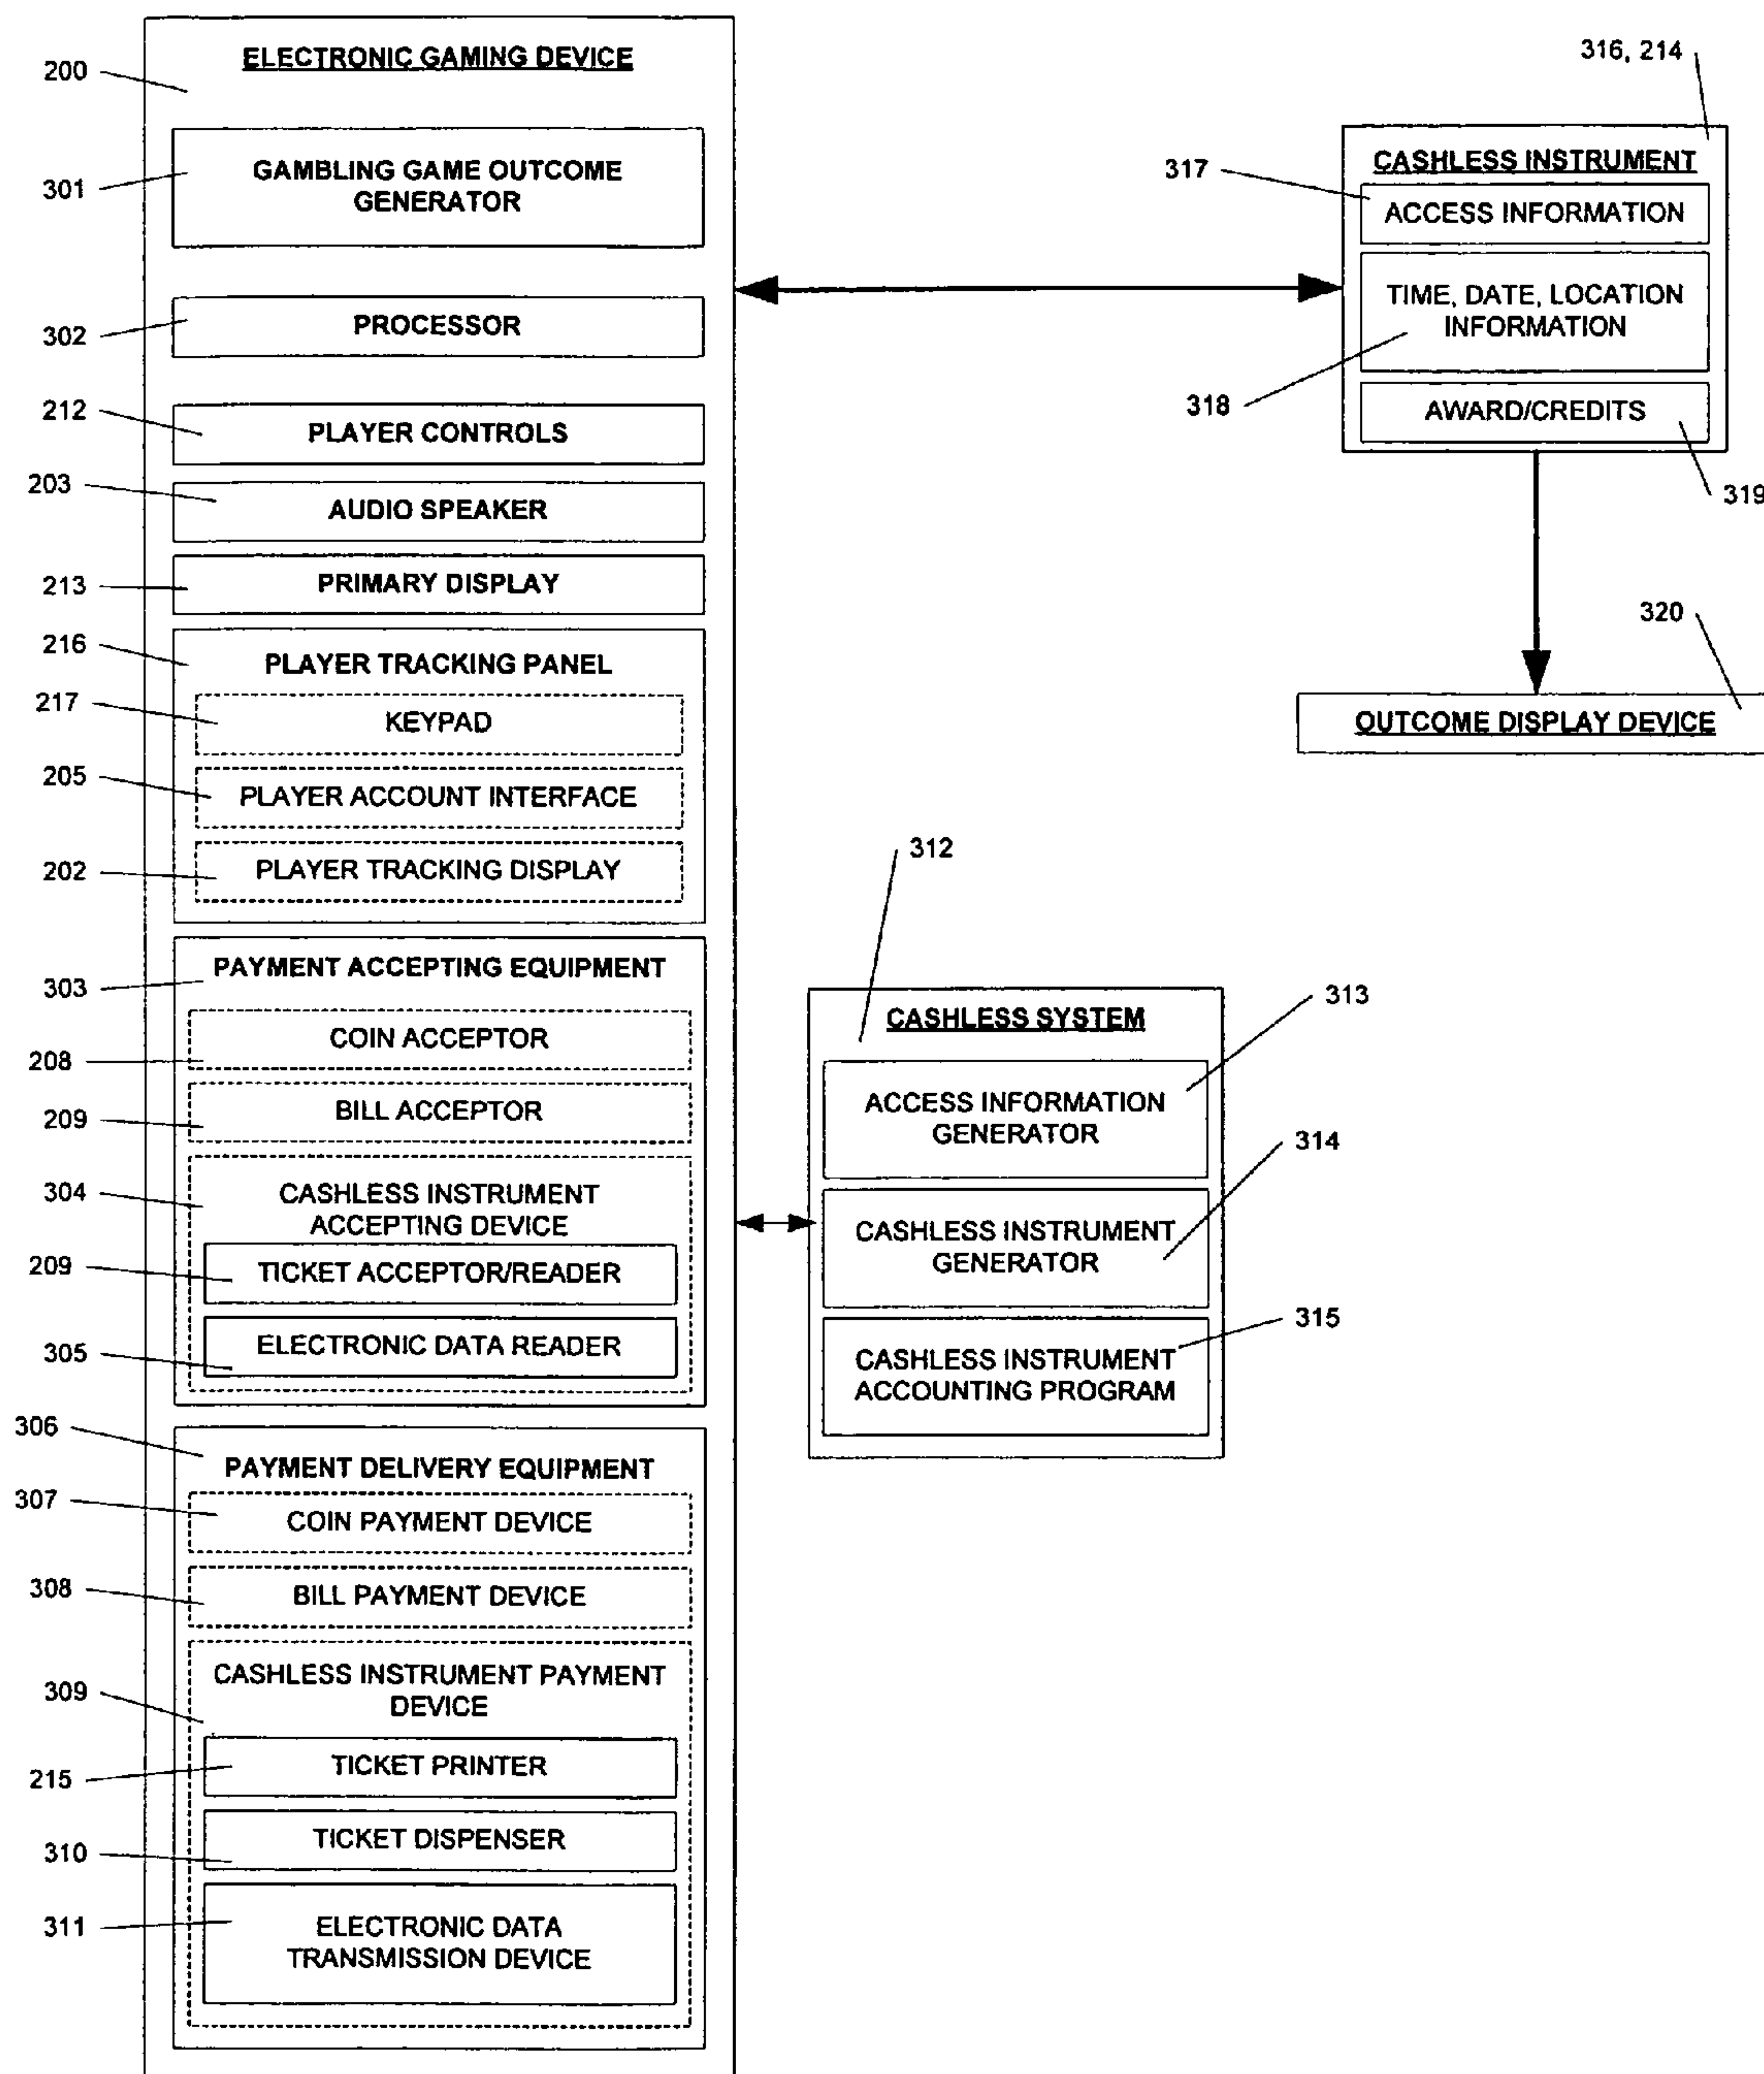 ELECTRONIC GAMING DEVICE
200
GAMBLING GAME OUTCOME
GENERATOR
301
PROCESSOR
302
212
PLAYER CONTROLS
203
AUDIO SPEAKER
213
PRIMARY DISPLAY
216
PLAYER TRACKING PANEL
217
KEYPAD
205
PLAYER ACCOUNT INTERFACE
202
PLAYER TRACKING DISPLAY
PAYMENT ACCEPTING EQUIPMENT
303
COIN ACCEPTOR
208
BILL ACCEPTOR
209
304
CASHLESS INSTRUMENT
ACCEPTING DEVICE
209
TICKET ACCEPTOR/READER
305
ELECTRONIC DATA READER
306
PAYMENT DELIVERY EQUIPMENT
307
COIN PAYMENT DEVICE
308
BILL PAYMENT DEVICE
CASHLESS INSTRUMENT PAYMENT
DEVICE
309
TICKET PRINTER
215
TICKET DISPENSER
310
311
ELECTRONIC DATA
TRANSMISSION DEVICE
316, 214
CASHLESS INSTRUMENT
317
ACCESS INFORMATION
TIME, DATE, LOCATION
INFORMATION
318
AWARD/CREDITS
319
320
OUTCOME DISPLAY DEVICE
312
CASHLESS SYSTEM
313
ACCESS INFORMATION
GENERATOR
314
CASHLESS INSTRUMENT
GENERATOR
315
CASHLESS INSTRUMENT
ACCOUNTING PROGRAM